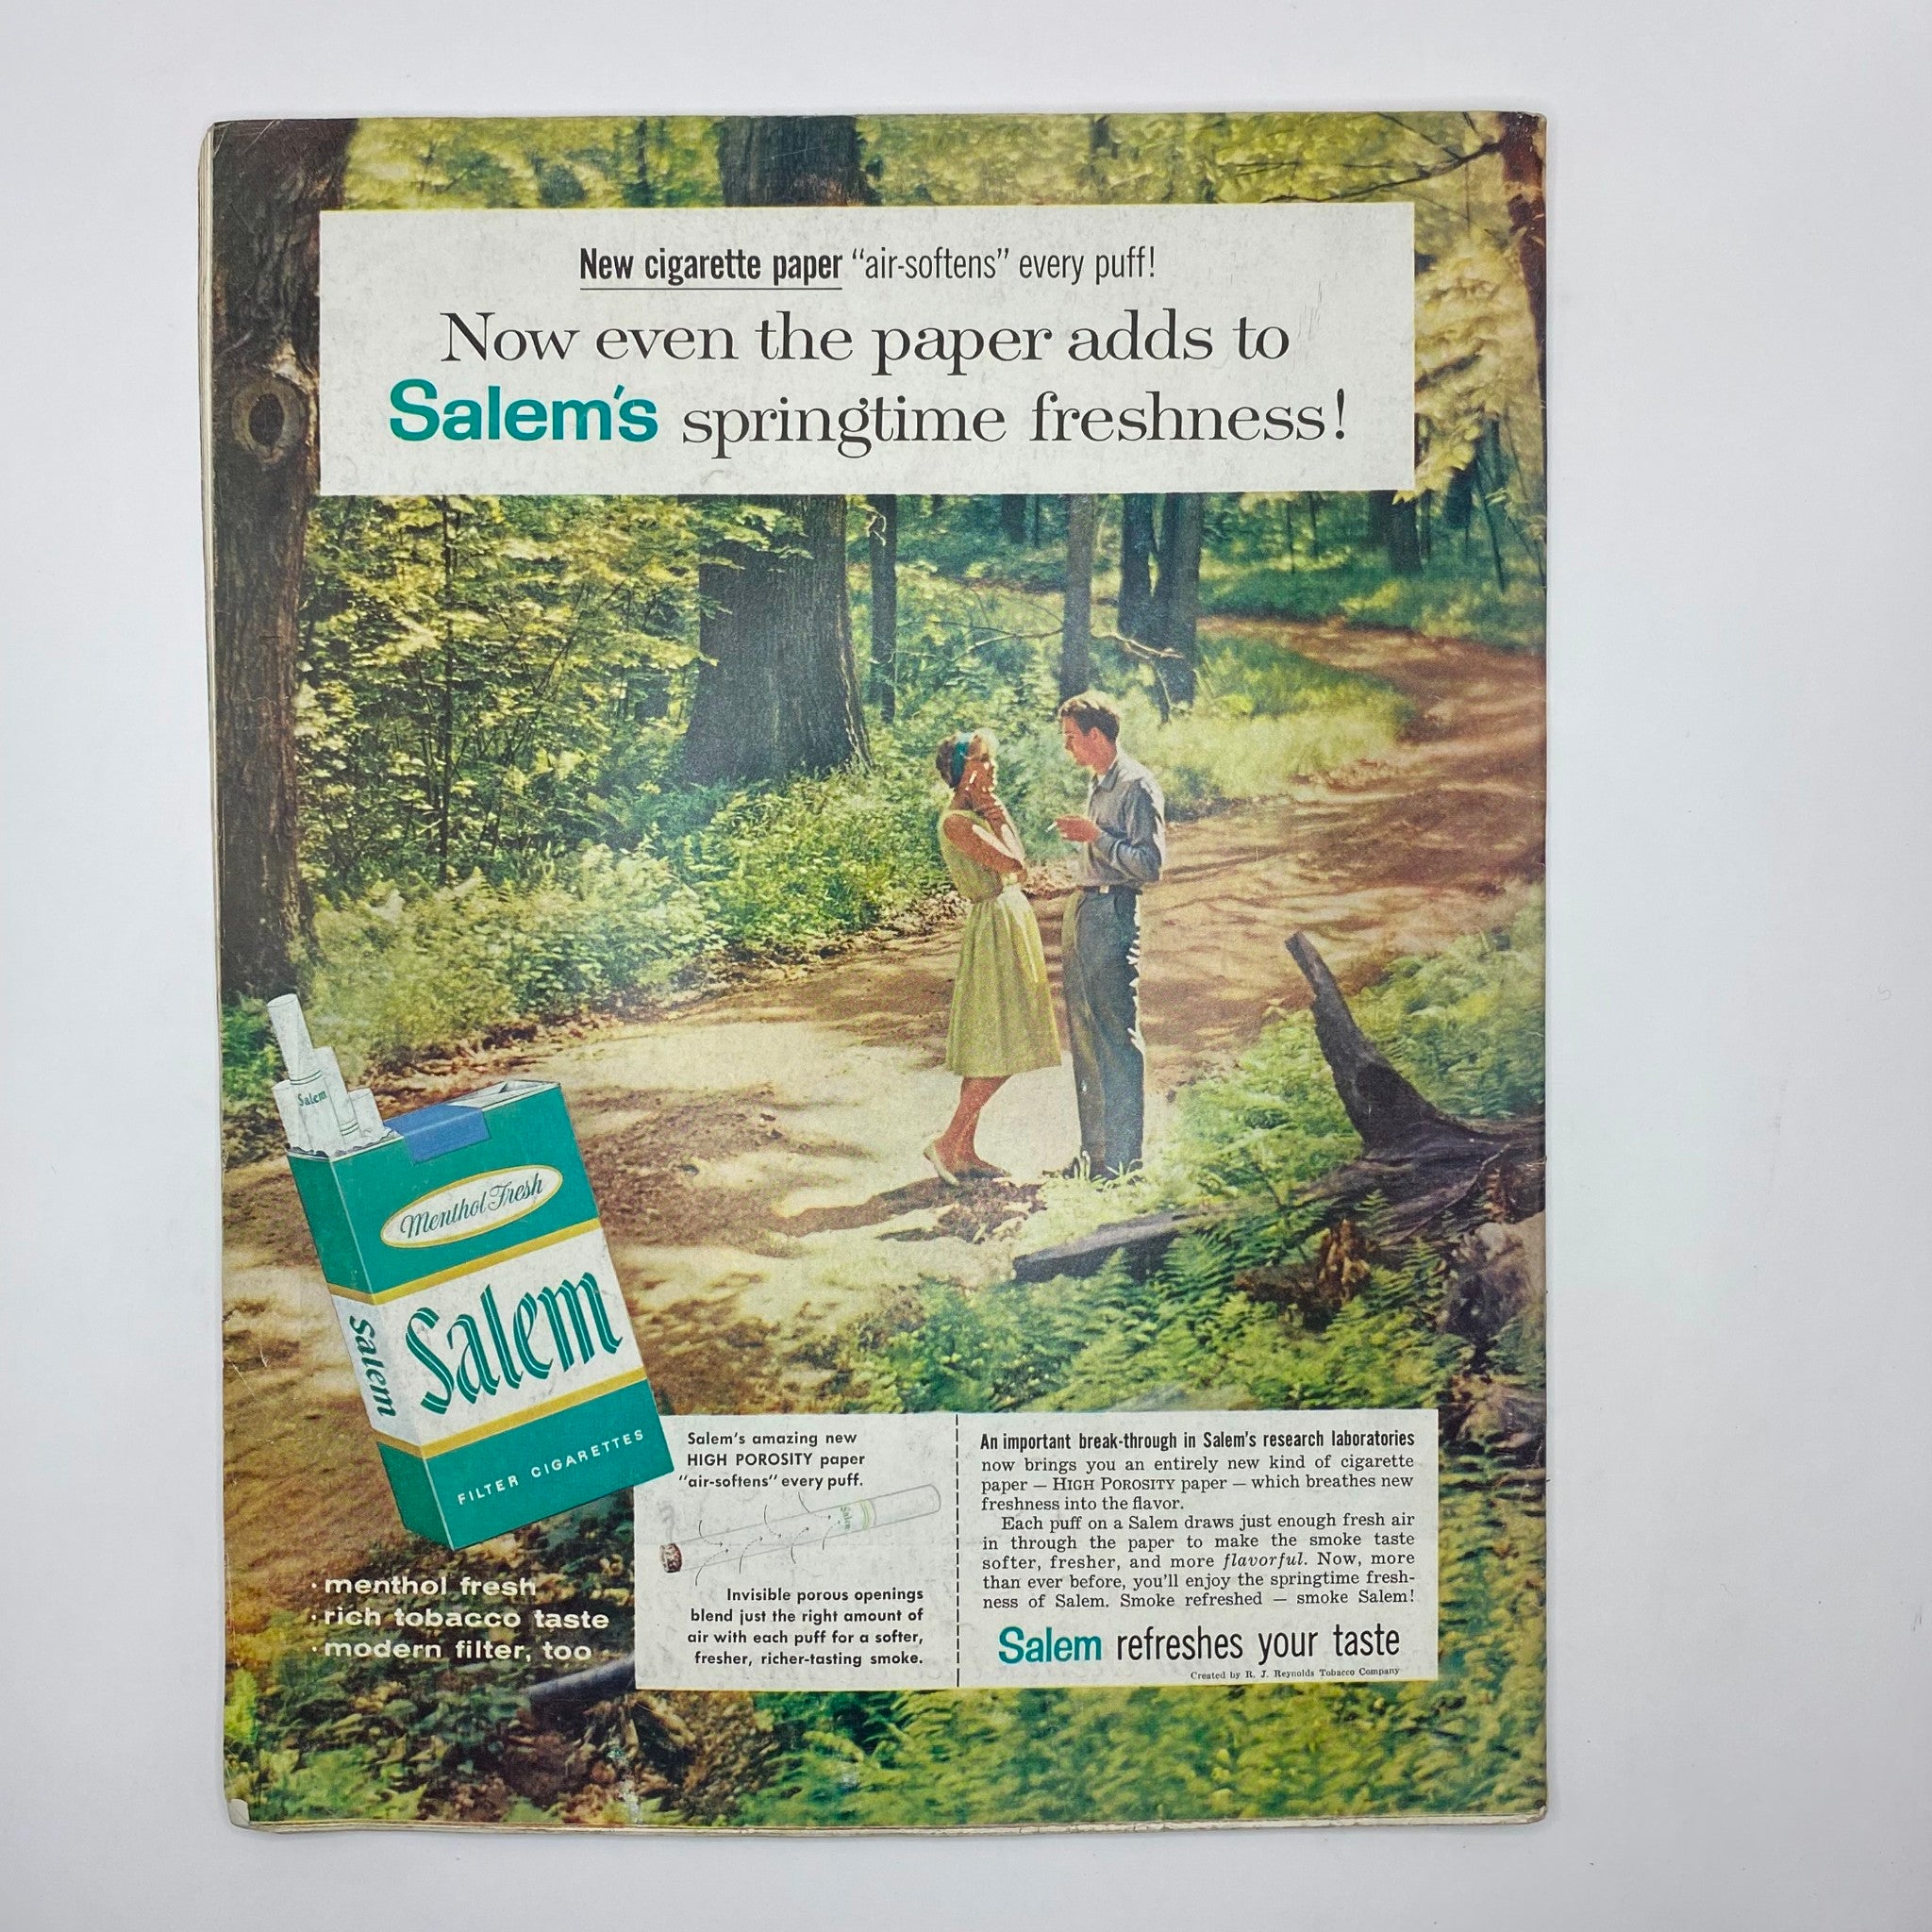 New cigarette paper “air-softens” every puff!
Now even the paper adds to
Salem's springtime freshness!
Salem
Menthol Fresh
Salem
Salem
FILTER CIGARETTES
· menthol fresh
· rich tobacco taste
· modern filter, too
Salem's amazing new
HIGH POROSITY paper
“air-softens” every puff.
Salem
Invisible porous openings
blend just the right amount of
air with each puff for a softer,
fresher, richer-tasting smoke.
An important break-through in Salem's research laboratories
now brings you an entirely new kind of cigarette
paper — HIGH POROSITY paper — which breathes new
freshness into the flavor.
Each puff on a Salem draws just enough fresh air
in through the paper to make the smoke taste
softer, fresher, and more flavorful. Now, more
than ever before, you'll enjoy the springtime fresh-
ness of Salem. Smoke refreshed — smoke Salem!
Salem refreshes your taste
Created by R. J. Reynolds Tobacco Company